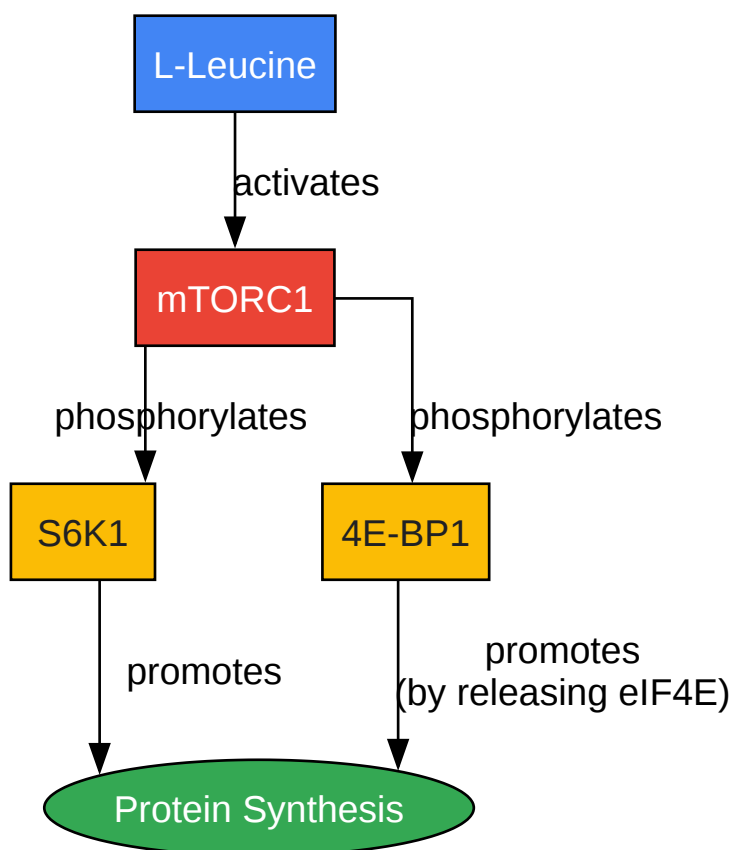 L-Leucine
activates
mTORC1
phosphorylates
phosphorylates
S6K1
4E-BP1
promotes
promotes
(by releasing eIF4E)
Protein Synthesis